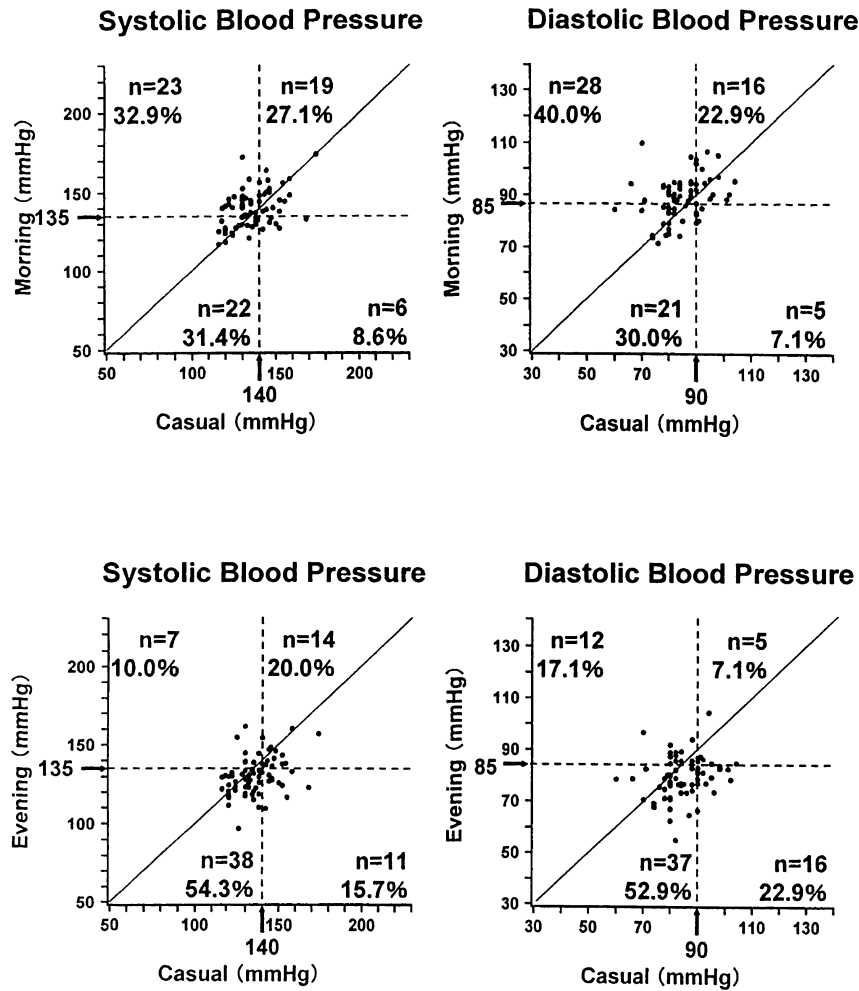 Systolic Blood Pressure
n=23
32.9%
n=19
27.1%
200
150
135
100
50
n=22
31.4%
n=6
8.6%
50 100 150 200
140
Morning (mmHg)
Casual (mmHg)
Diastolic Blood Pressure
n=28
40.0%
n=16
22.9%
130
110
90
85
70
50
30
n=21
30.0%
n=5
7.1%
30 50 70 110 130
90
Morning (mmHg)
Casual (mmHg)
Systolic Blood Pressure
n=7
10.0%
n=14
20.0%
200
150
135
100
50
n=38
54.3%
n=11
15.7%
50 100 150 200
140
Evening (mmHg)
Casual (mmHg)
Diastolic Blood Pressure
n=12
17.1%
n=5
7.1%
130
110
90
85
70
50
30
n=37
52.9%
n=16
22.9%
30 50 70 110 130
90
Evening (mmHg)
Casual (mmHg)